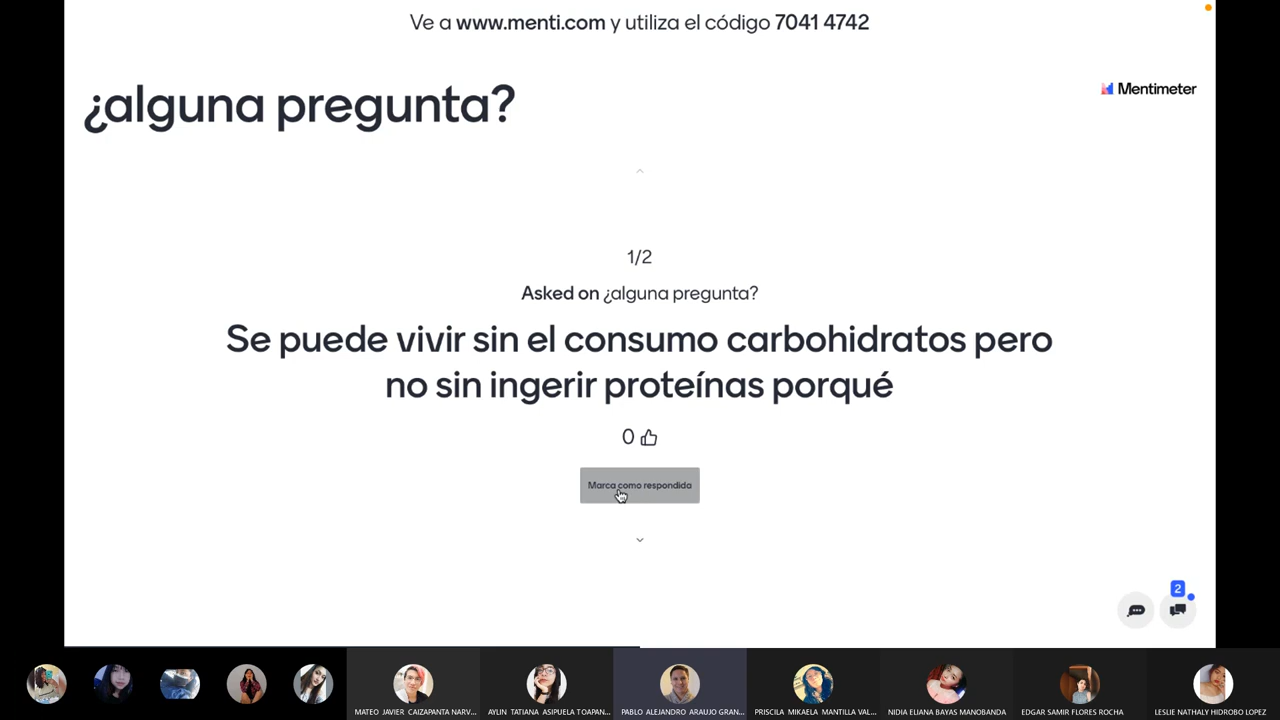 Ve a www.menti.com y utiliza el código 7041 4742
¿alguna pregunta?
Mentimeter
1/2
Asked on ¿alguna pregunta?
Se puede vivir sin el consumo carbohidratos pero
no sin ingerir proteínas porqué
0
Marca como respondida
2
MATEO JAVIER CAIZAPANTA NARV...
AYLIN TATIANA ASIPUELA TOAPAN...
PABLO ALEJANDRO ARAUJO GRAN...
PRISCILA MIKAELA MANTILLA VAL...
NIDIA ELIANA BAYAS MANOBANDA
EDGAR SAMIR FLORES ROCHA
LESLIE NATHALY HIDROBO LOPEZ